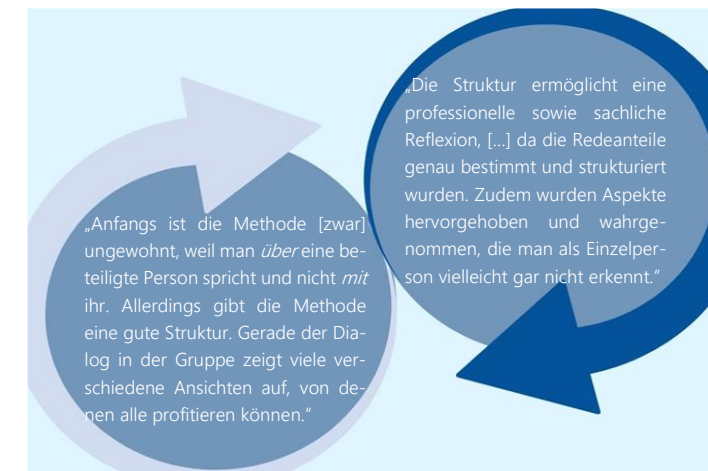 „Anfangs ist die Methode [zwar]
ungewohnt, weil man über eine be-
teiligte Person spricht und nicht mit
ihr. Allerdings gibt die Methode
eine gute Struktur. Gerade der Dia-
log in der Gruppe zeigt viele ver-
schiedene Ansichten auf, von de-
nen alle profitieren können.“
„Die Struktur ermöglicht eine
professionelle sowie sachliche
Reflexion, [...] da die Redeanteile
genau bestimmt und strukturiert
wurden. Zudem wurden Aspekte
hervorgehoben und wahrge-
nommen, die man als Einzelper-
son vielleicht gar nicht erkennt.“